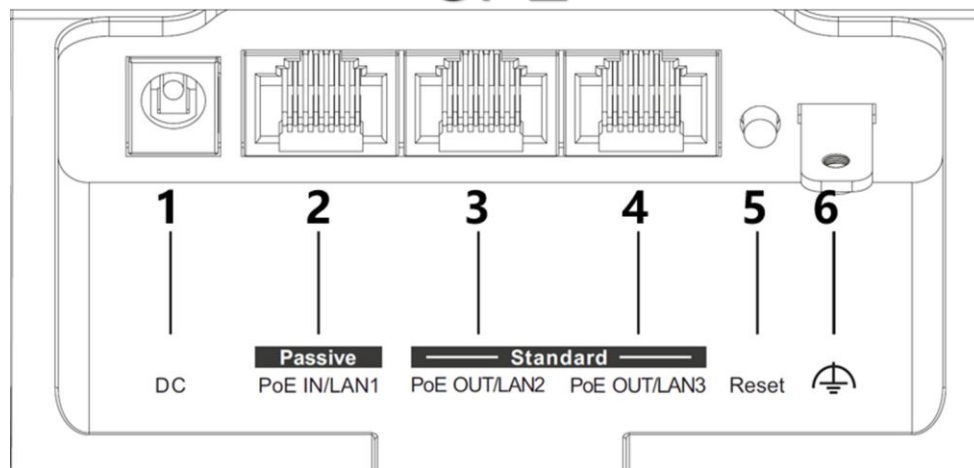 1 2 3 4 5 6
Passive Standard
DC PoE IN/LAN1 PoE OUT/LAN2 PoE OUT/LAN3 Reset